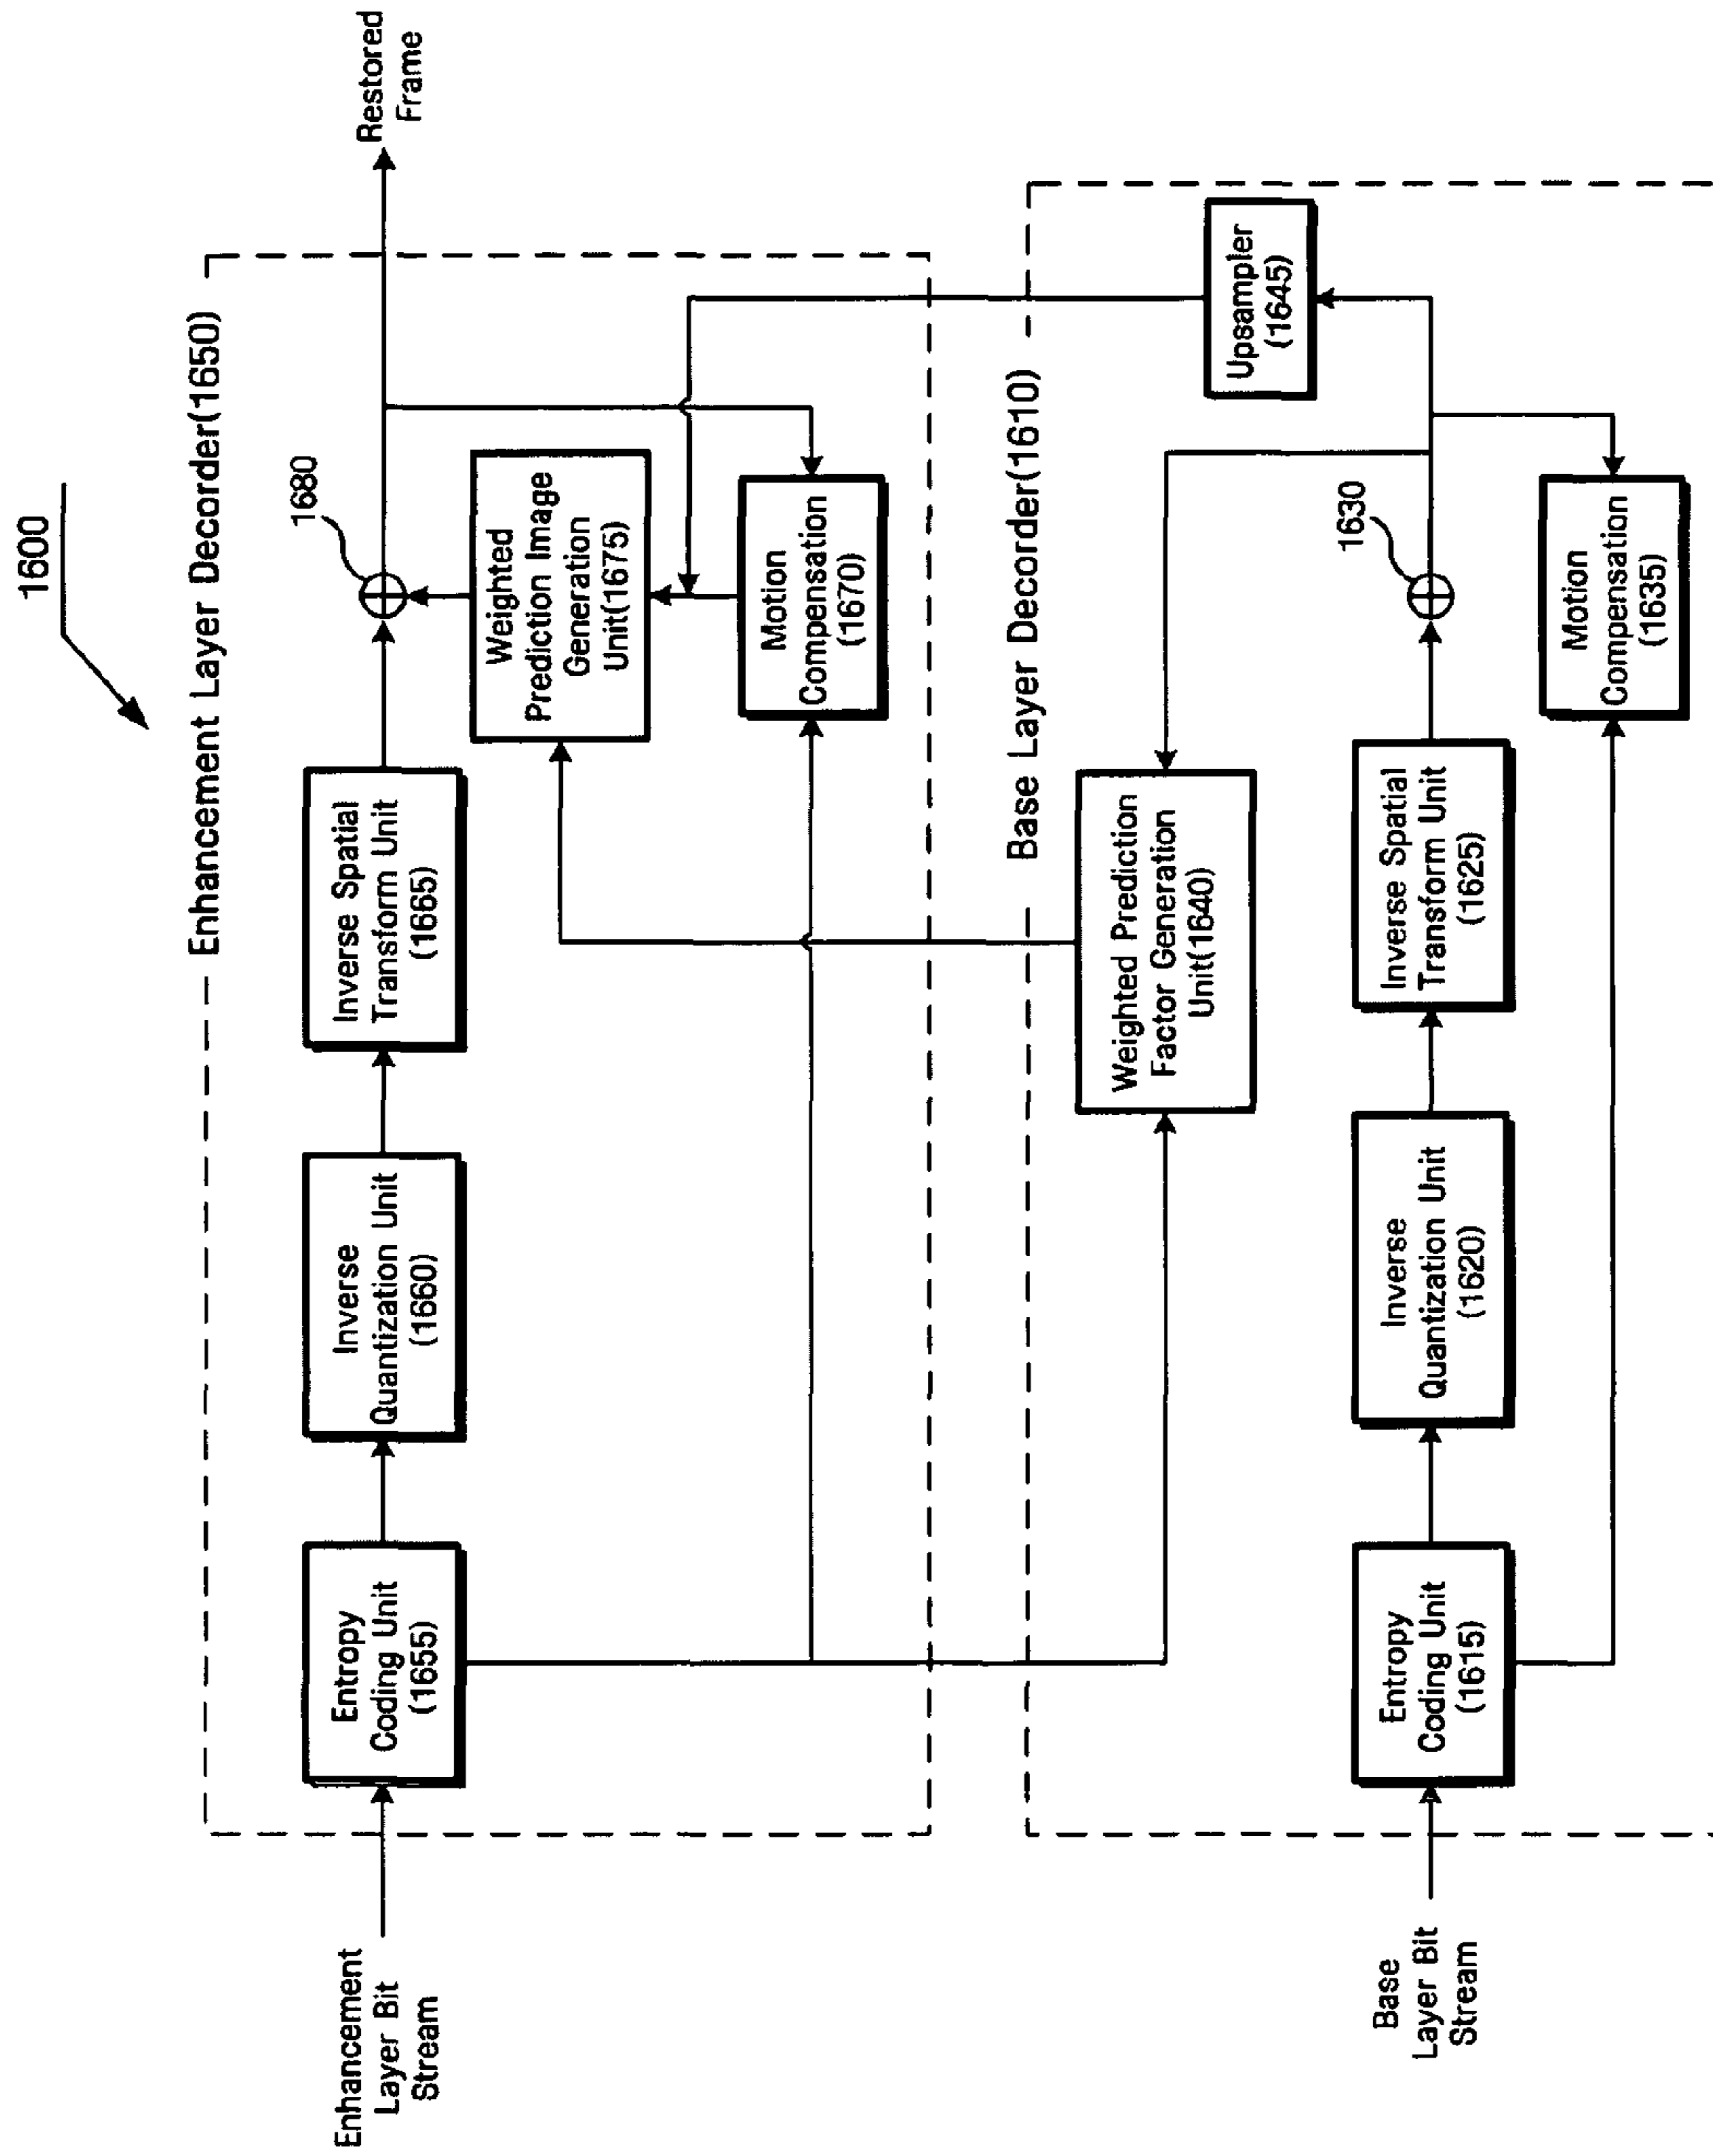 1600
Enhancement Layer Decorder(1650)
Enhancement
Layer Bit
Stream
Entropy
Coding Unit
(1655)
Inverse
Quantization Unit
(1660)
Inverse Spatial
Transform Unit
(1665)
1680
Restored
Frame
Weighted
Prediction Image
Generation
Unit(1675)
Motion
Compensation
(1670)
Base Layer Decorder(1610)
Weighted Prediction
Factor Generation
Unit(1640)
Upsampler
(1645)
Base
Layer Bit
Stream
Entropy
Coding Unit
(1615)
Inverse
Quantization Unit
(1620)
Inverse Spatial
Transform Unit
(1625)
1630
Motion
Compensation
(1635)